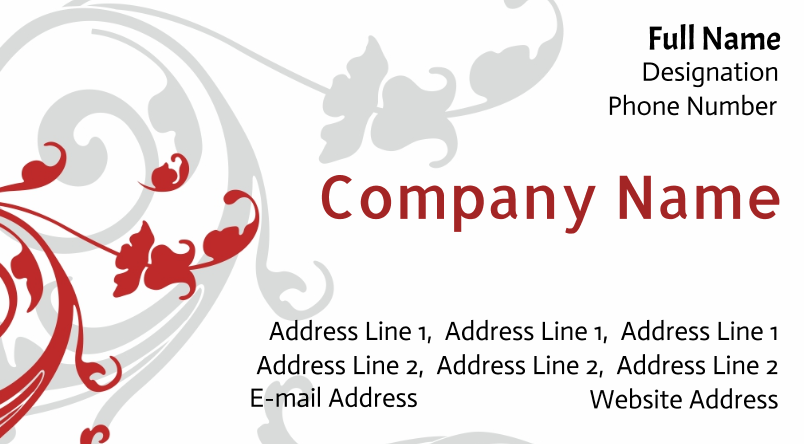 Full Name
Designation
Phone Number
Company Name
Address Line 1, Address Line 1, Address Line 1
Address Line 2, Address Line 2, Address Line 2
E-mail Address Website Address